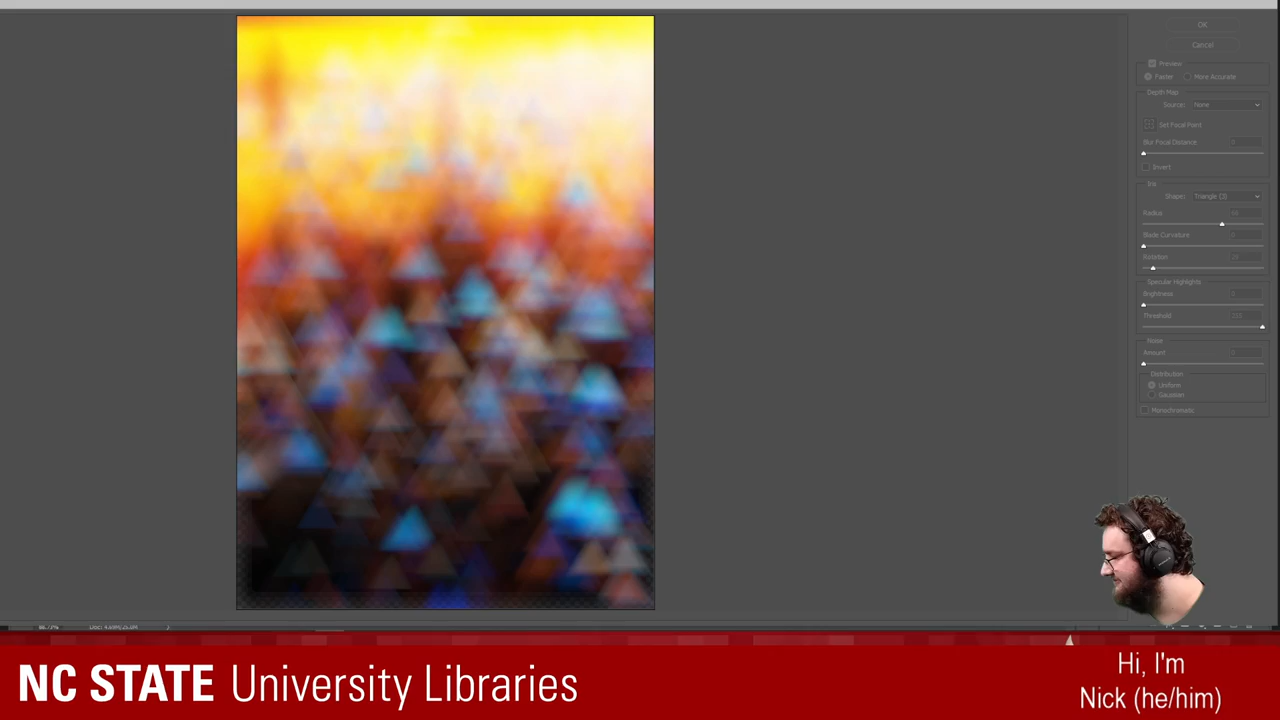 OK
Cancel
Preview
Faster
More Accurate
Depth Map
Source: None
Set Focal Point
Blur Focal Distance
Invert
Iris
Shape: Triangle (3)
Radius
Blade Curvature
Rotation
Specular Highlights
Brightness
Threshold
Noise
Amount
Distribution
Uniform
Gaussian
Monochromatic
NC STATE University Libraries
Hi, I'm
Nick (he/him)